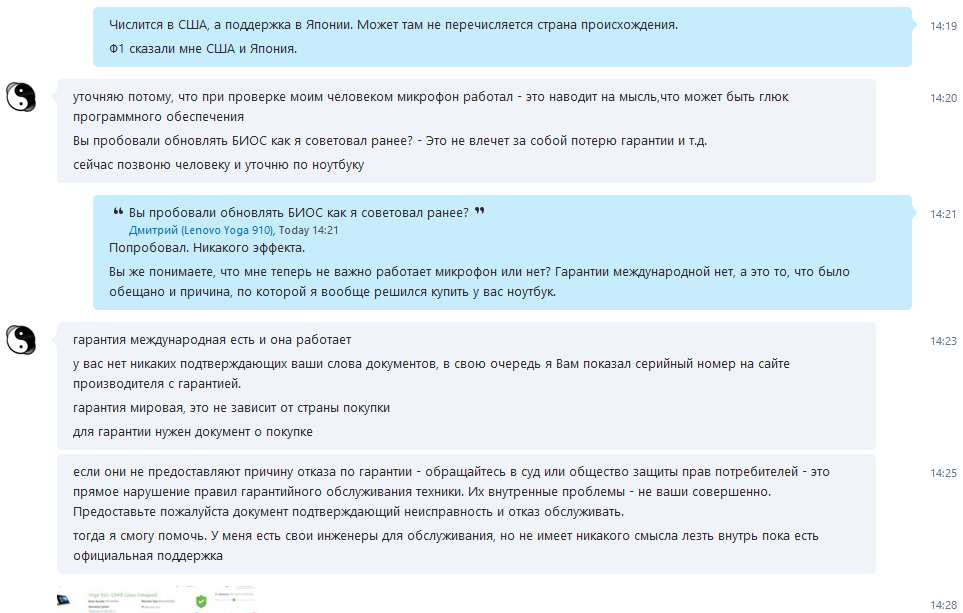 Числится в США, а поддержка в Японии. Может там не перечисляется страна происхождения.
14:19
Ф1 сказали мне США и Япония.
уточняю потому, что при проверке моим человеком микрофон работал - это наводит на мысль,что может быть глюк
14:20
программного обеспечения
Вы пробовали обновлять БИОС как я советовал ранее? - Это не влечет за собой потерю гарантии и т.д.
сейчас позвоню человеку и уточню по ноутбуку
❝ Вы пробовали обновлять БИОС как я советовал ранее? ❞
14:21
Дмитрий (Lenovo Yoga 910), Today 14:21
Попробовал. Никакого эффекта.
Вы же понимаете, что мне теперь не важно работает микрофон или нет? Гарантии международной нет, а это то, что было
обещано и причина, по которой я вообще решился купить у вас ноутбук.
гарантия международная есть и она работает
14:23
у вас нет никаких подтверждающих ваши слова документов, в свою очередь я Вам показал серийный номер на сайте
производителя с гарантией.
гарантия мировая, это не зависит от страны покупки
для гарантии нужен документ о покупке
если они не предоставляют причину отказа по гарантии - обращайтесь в суд или общество защиты прав потребителей - это
14:25
прямое нарушение правил гарантийного обслуживания техники. Их внутренные проблемы - не ваши совершенно.
Предоставьте пожалуйста документ подтверждающий неисправность и отказ обслуживать.
тогда я смогу помочь. У меня есть свои инженеры для обслуживания, но не имеет никакого смысла лезть внутрь пока есть
официальная поддержка
14:28